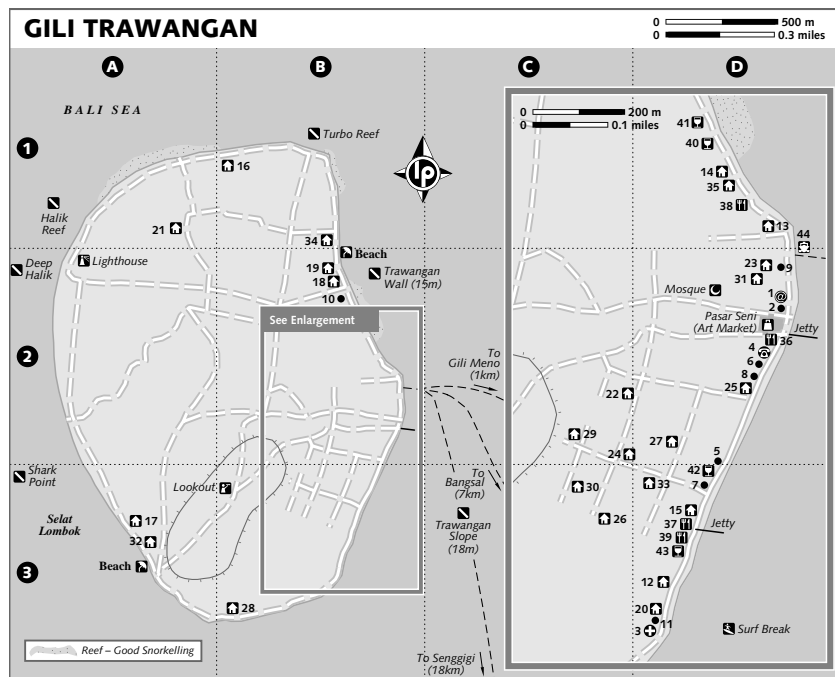 GILI TRAWANGAN
0 500 m
0 0.3 miles
A
B
C
D
1
2
3
BALI SEA
Turbo Reef
lp
16
Halik
Reef
21
34
Beach
Deep
Halik
Lighthouse
19
18
10
Trawangan
Wall (15m)
See Enlargement
To
Gili Meno
(1km)
Shark
Point
Lookout
To
Bangsal
(7km)
Selat
Lombok
17
32
Beach
Trawangan
Slope
(18m)
28
Reef – Good Snorkelling
To Senggigi
(18km)
0 200 m
0 0.1 miles
41
40
14
35
38
13
44
23
9
31
Mosque
1
@
2
Pasar Seni
(Art Market)
Jetty
36
4
6
8
25
22
29
27
24
5
42
7
30
33
26
15
37
Jetty
39
43
12
20
11
3
Surf Break